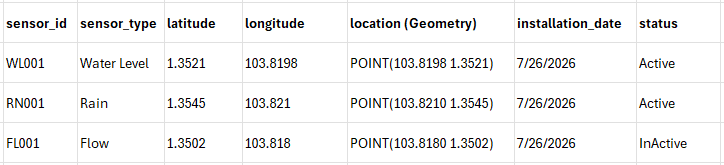 sensor_id sensor_type latitude longitude location (Geometry) installation_date status
WL001 Water Level 1.3521 103.8198 POINT(103.8198 1.3521) 7/26/2026 Active
RN001 Rain 1.3545 103.821 POINT(103.8210 1.3545) 7/26/2026 Active
FL001 Flow 1.3502 103.818 POINT(103.8180 1.3502) 7/26/2026 InActive